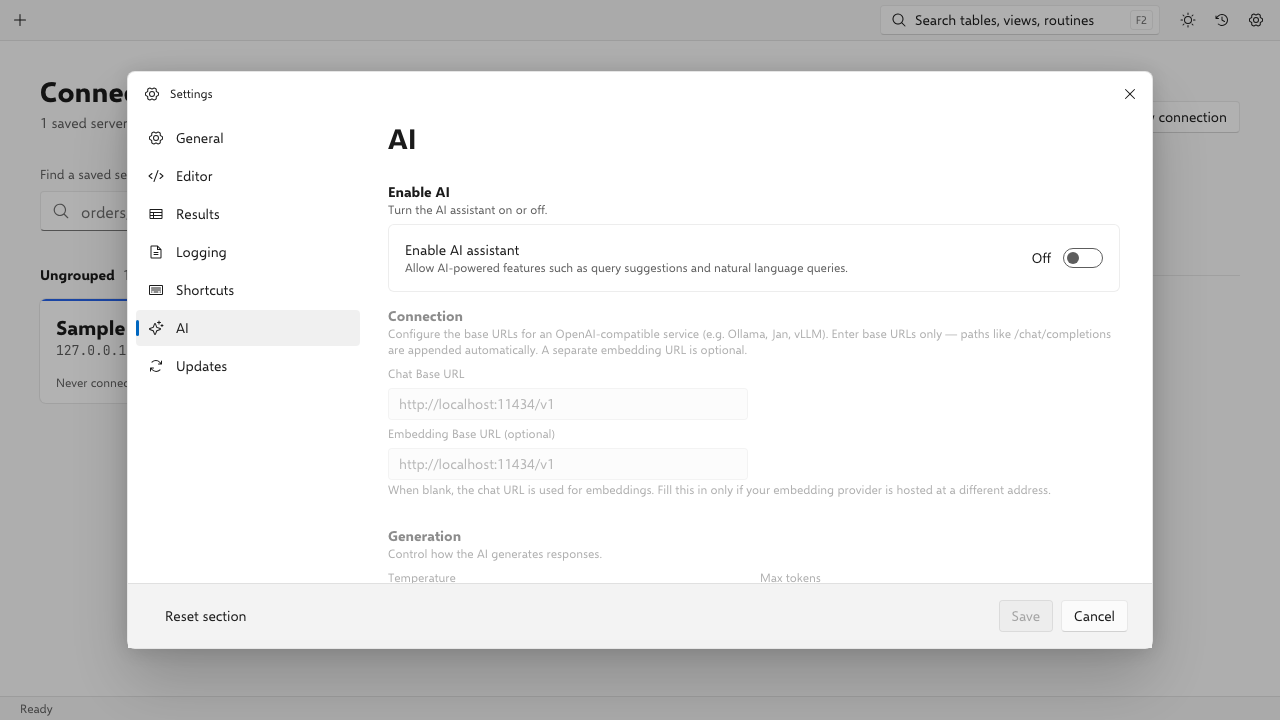 Search tables, views, routines
F2
Connec
1 saved server
connection
Find a saved se
orders,
Ungrouped
Sample
127.0.0.1
Never connec
Settings
General
Editor
Results
Logging
Shortcuts
AI
Updates
AI
Enable AI
Turn the AI assistant on or off.
Enable AI assistant
Allow AI-powered features such as query suggestions and natural language queries.
Off
Connection
Configure the base URLs for an OpenAI-compatible service (e.g. Ollama, Jan, vLLM). Enter base URLs only — paths like /chat/completions
are appended automatically. A separate embedding URL is optional.
Chat Base URL
http://localhost:11434/v1
Embedding Base URL (optional)
http://localhost:11434/v1
When blank, the chat URL is used for embeddings. Fill this in only if your embedding provider is hosted at a different address.
Generation
Control how the AI generates responses.
Temperature
Max tokens
Reset section
Save
Cancel
Ready